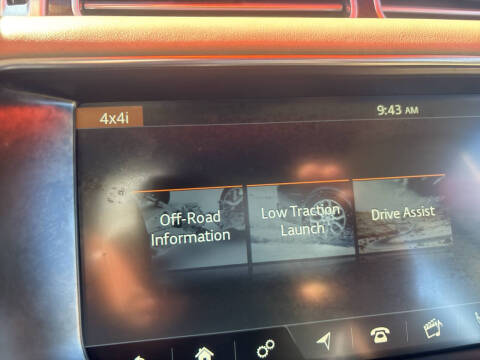 4x4i
9:43 AM
Off-Road
Information
Low Traction
Launch
Drive Assist